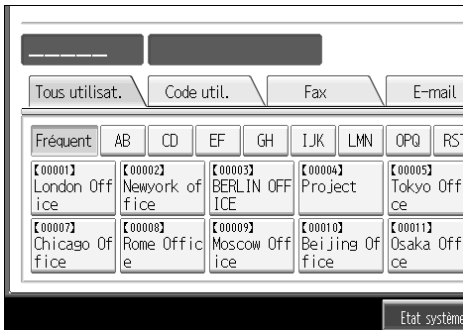 _ _ _ _ _
Tous utilisat. Code util. Fax E-mail
Fréquent AB CD EF GH IJK LMN OPQ RST
【00001】 【00002】 【00003】 【00004】 【00005】
London Off Newyork of BERLIN OFF Project Tokyo Off
ice fice ICE ce
【00007】 【00008】 【00009】 【00010】 【00011】
Chicago Of Rome Offic Moscow Off Beijing Of Osaka Off
fice e ice fice ce
Etat système